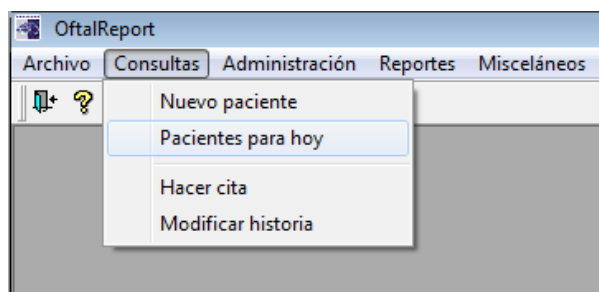 OftalReport
Archivo Consultas Administración Reportes Misceláneos
Nuevo paciente
Pacientes para hoy
Hacer cita
Modificar historia